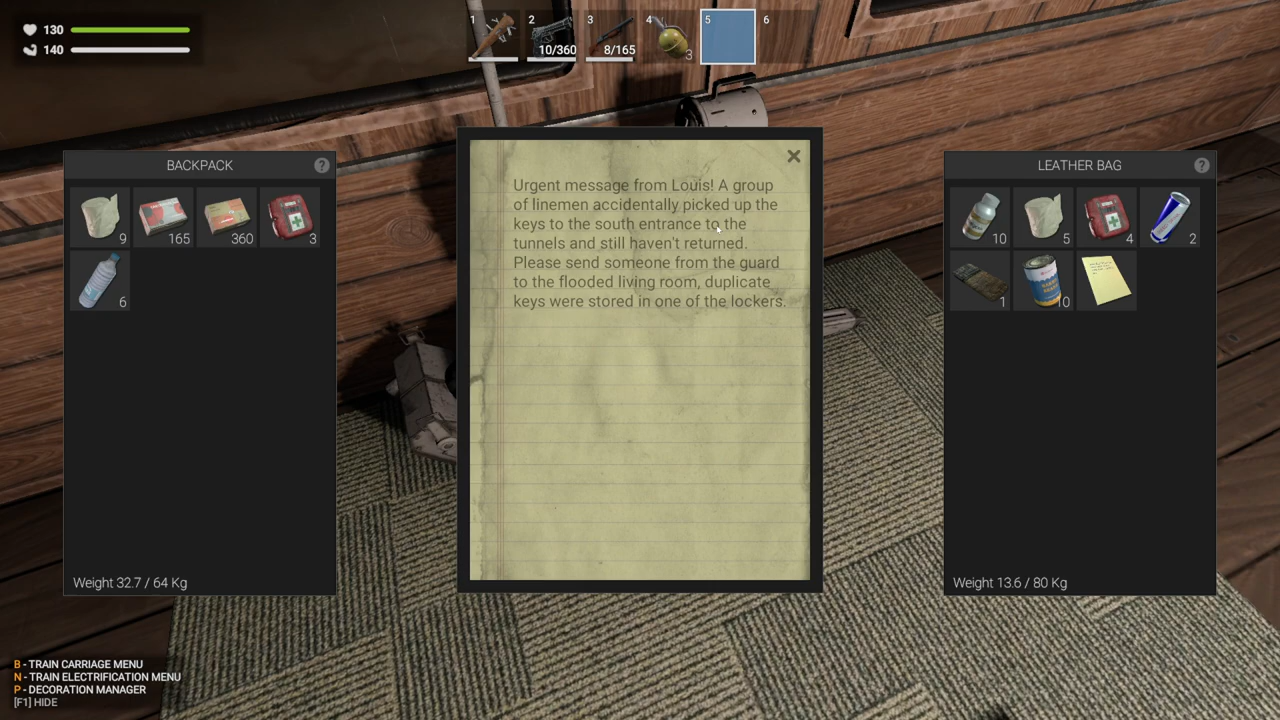 130
140
1
2
10/360
3
8/165
4
3
5
6
BACKPACK
?
9
165
360
3
6
Weight 32.7 / 64 Kg
Urgent message from Louis! A group
of linemen accidentally picked up the
keys to the south entrance to the
tunnels and still haven't returned.
Please send someone from the guard
to the flooded living room, duplicate
keys were stored in one of the lockers.
LEATHER BAG
?
10
5
4
2
1
10
Weight 13.6 / 80 Kg
B - TRAIN CARRIAGE MENU
N - TRAIN ELECTRIFICATION MENU
P - DECORATION MANAGER
[F1] HIDE